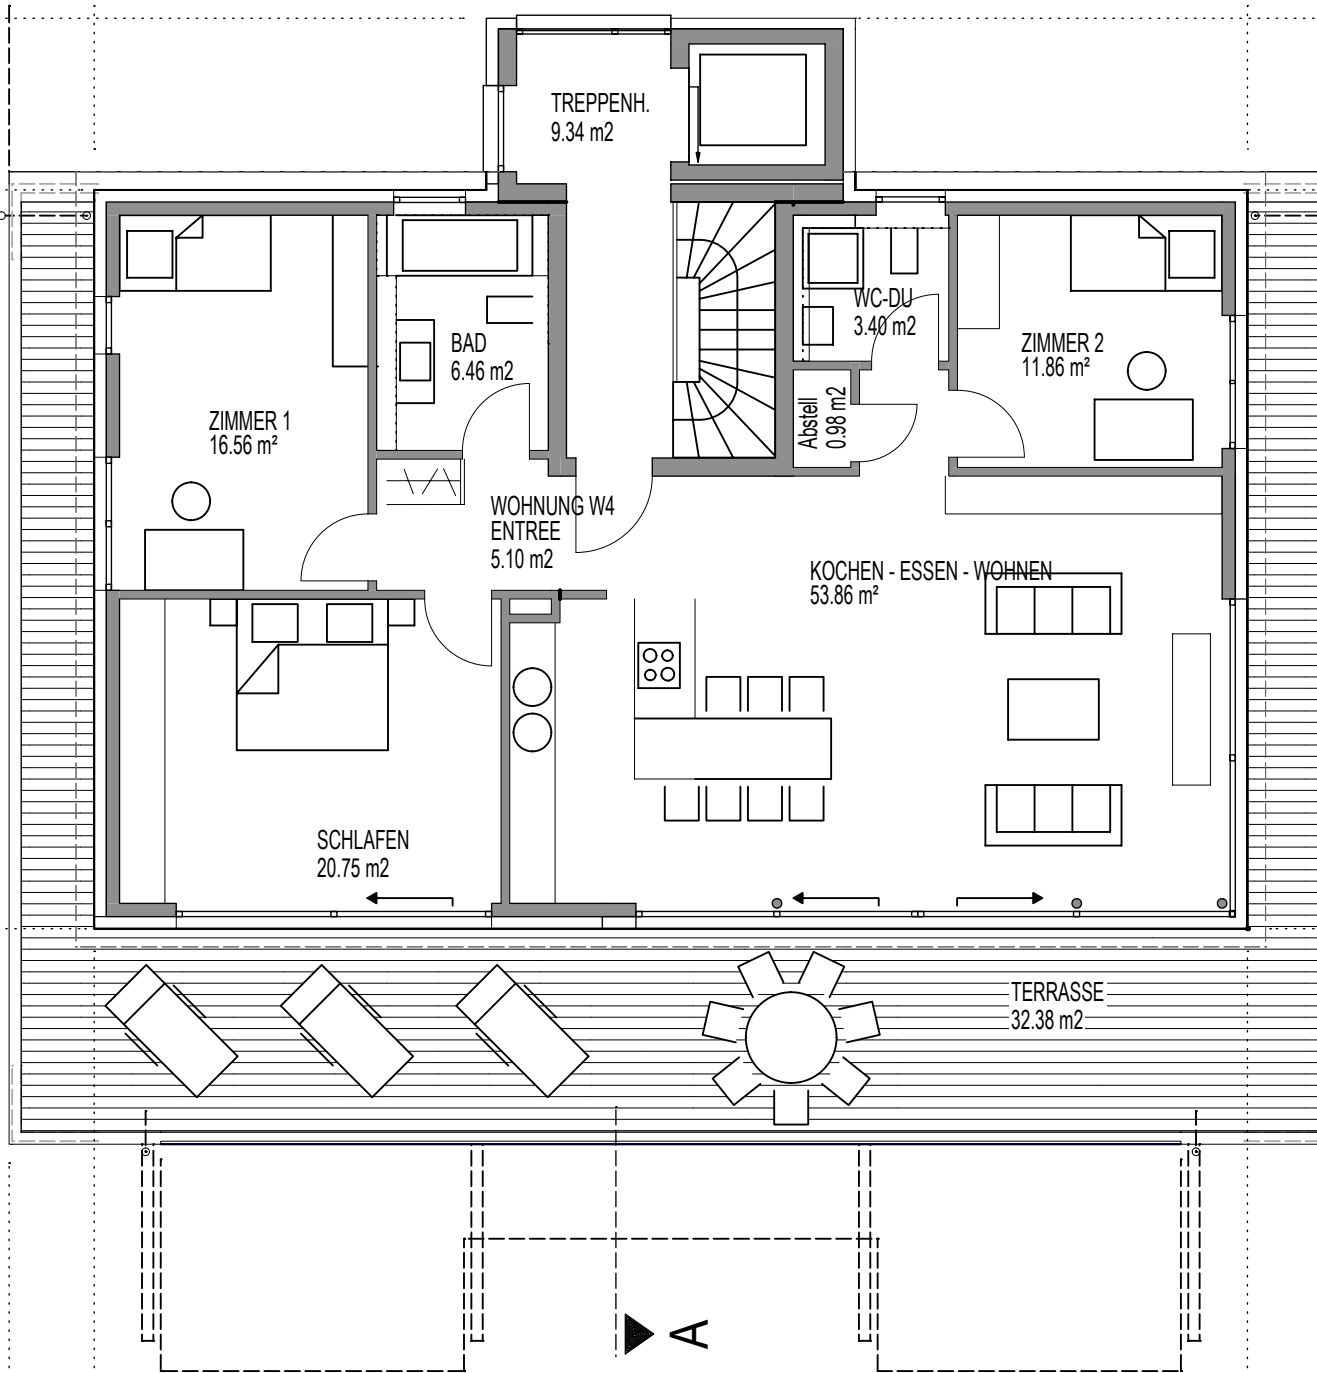 TREPPENH.
9.34 m2
WC-DU
3.40 m2
BAD
6.46 m2
ZIMMER 2
11.86 m²
Abstell
0.98 m2
ZIMMER 1
16.56 m²
WOHNUNG W4
ENTREE
5.10 m2
KOCHEN - ESSEN - WOHNEN
53.86 m²
SCHLAFEN
20.75 m2
TERRASSE
32.38 m2
A